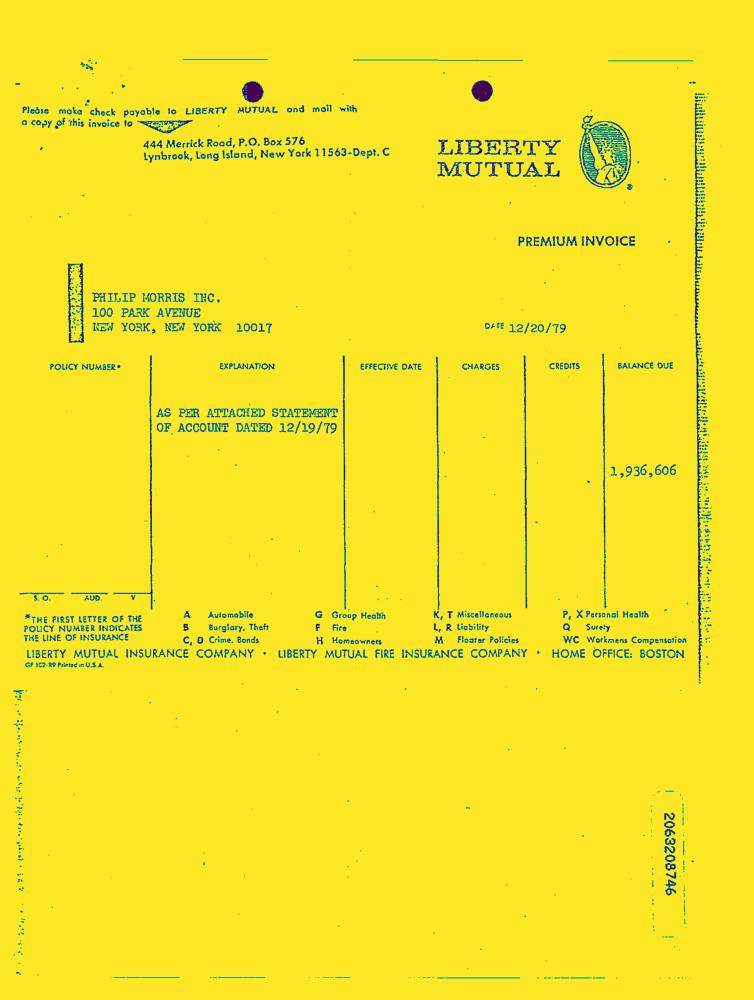 Please make check payable to LIBERTY MUTUAL and mail with
a copy of this invoice to
444 Merrick Road, P.O. Box 576
Lynbrook, Long Island, New York 11563-Dept. C
LIBERTY
MUTUAL
®
PREMIUM INVOICE
PHILIP MORRIS INC.
100 PARK AVENUE
NEW YORK, NEW YORK 10017
DATE 12/20/79
POLICY NUMBER* EXPLANATION EFFECTIVE DATE CHARGES CREDITS BALANCE DUE
AS PER ATTACHED STATEMENT
OF ACCOUNT DATED 12/19/79
1,936,606
S. O. AUD. V
*THE FIRST LETTER OF THE
POLICY NUMBER INDICATES
THE LINE OF INSURANCE
A Automobile G Group Health K, T Miscellaneous P, X Personal Health
B Burglary, Theft F Fire L, R Liability Q Surety
C, D Crime, Bonds H Homeowners M Floater Policies WC Workmens Compensation
LIBERTY MUTUAL INSURANCE COMPANY • LIBERTY MUTUAL FIRE INSURANCE COMPANY • HOME OFFICE: BOSTON
GF 102-R9 Printed in U.S.A.
2063208746